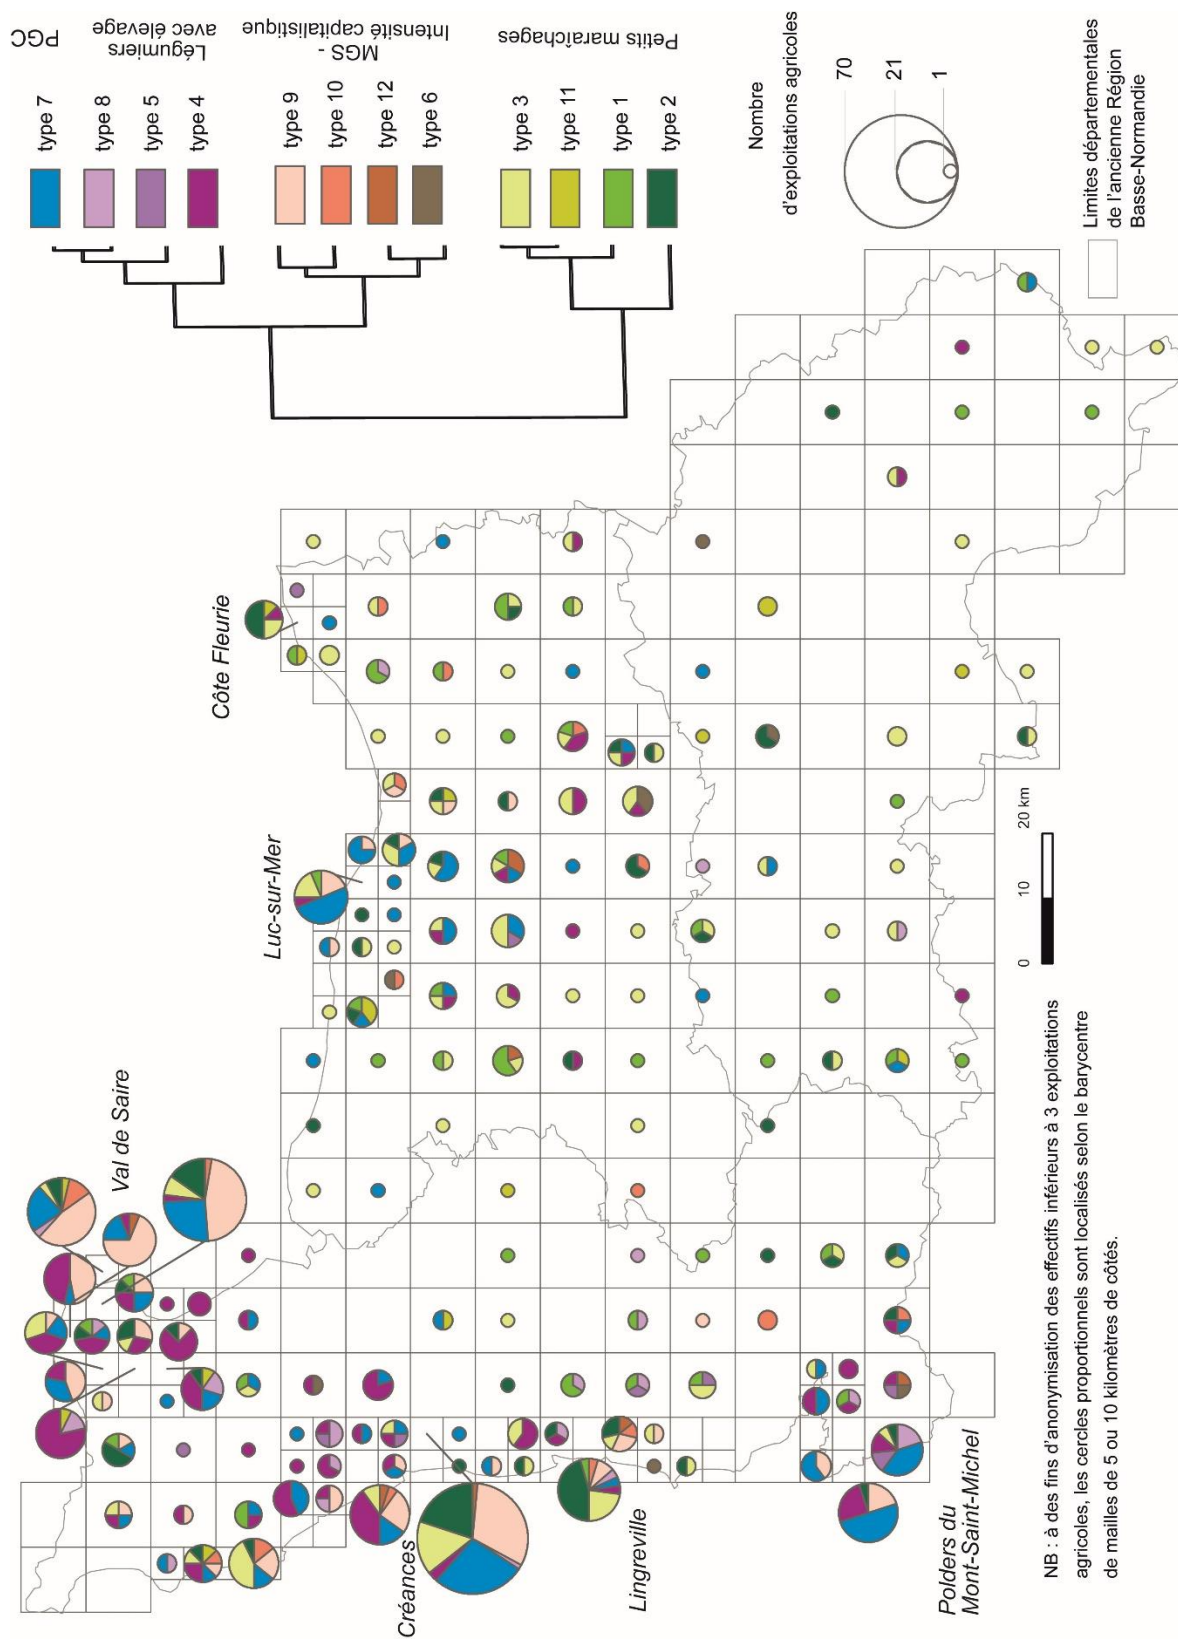 PGC
Légumiers
avec élevage
MGS -
Intensité capitalistique
Petits maraîchages
type 7
type 8
type 5
type 4
type 9
type 10
type 12
type 6
type 3
type 11
type 1
type 2
Nombre
d'exploitations agricoles
70
21
1
Limites départementales
de l'ancienne Région
Basse-Normandie
Côte Fleurie
Luc-sur-Mer
Val de Saire
Créances
Lingreville
Polders du
Mont-Saint-Michel
0
10
20 km
NB : à des fins d'anonymisation des effectifs inférieurs à 3 exploitations
agricoles, les cercles proportionnels sont localisés selon le barycentre
de mailles de 5 ou 10 kilomètres de côtés.